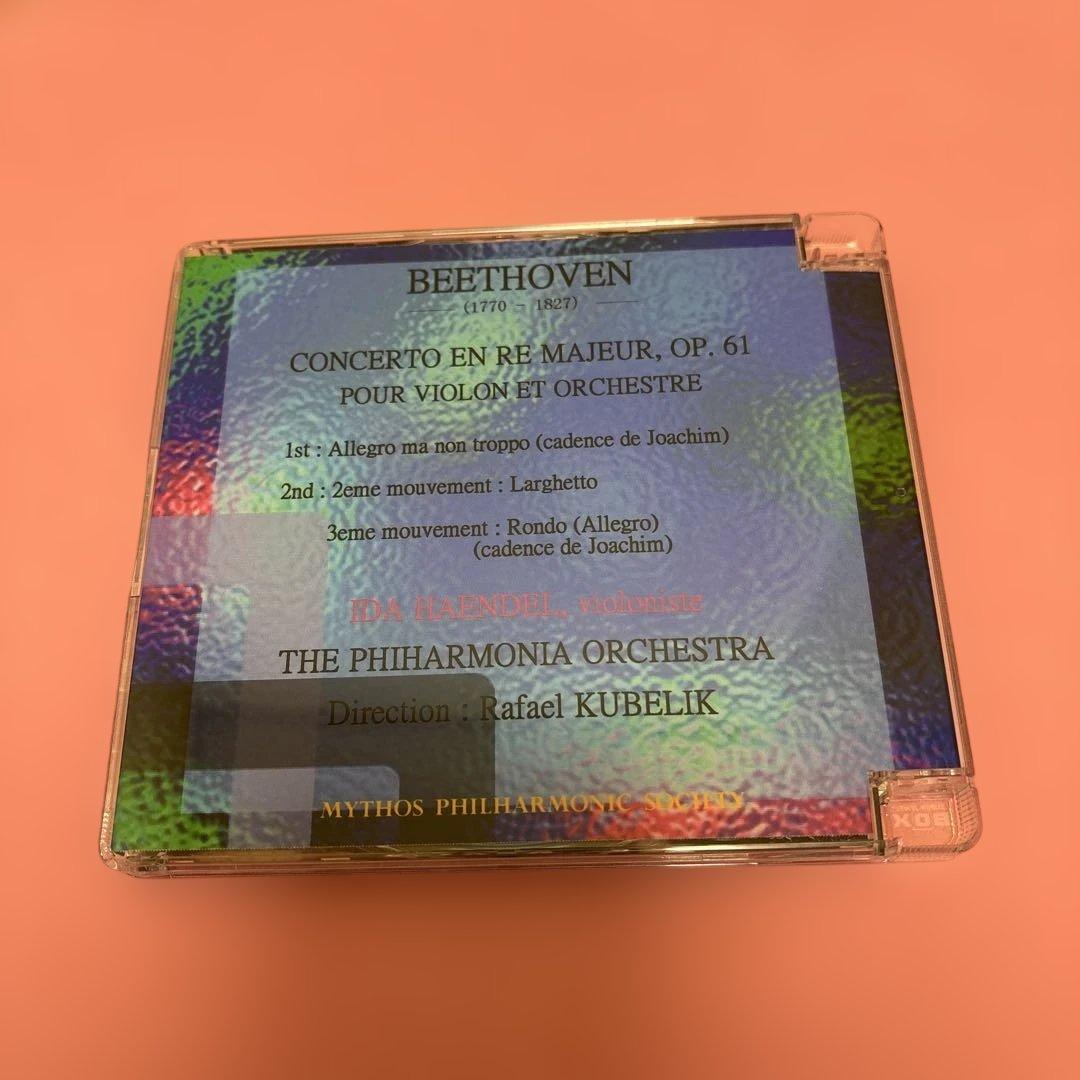 BEETHOVEN
(1770 - 1827)
CONCERTO EN RE MAJEUR, OP. 61
POUR VIOLON ET ORCHESTRE
1st : Allegro ma non troppo (cadence de Joachim)
2nd : 2eme mouvement : Larghetto
3eme mouvement : Rondo (Allegro)
(cadence de Joachim)
IDA HAENDEL, violoniste
THE PHIHARMONIA ORCHESTRA
Direction : Rafael KUBELIK
MYTHOS PHILHARMONIC SOCIETY